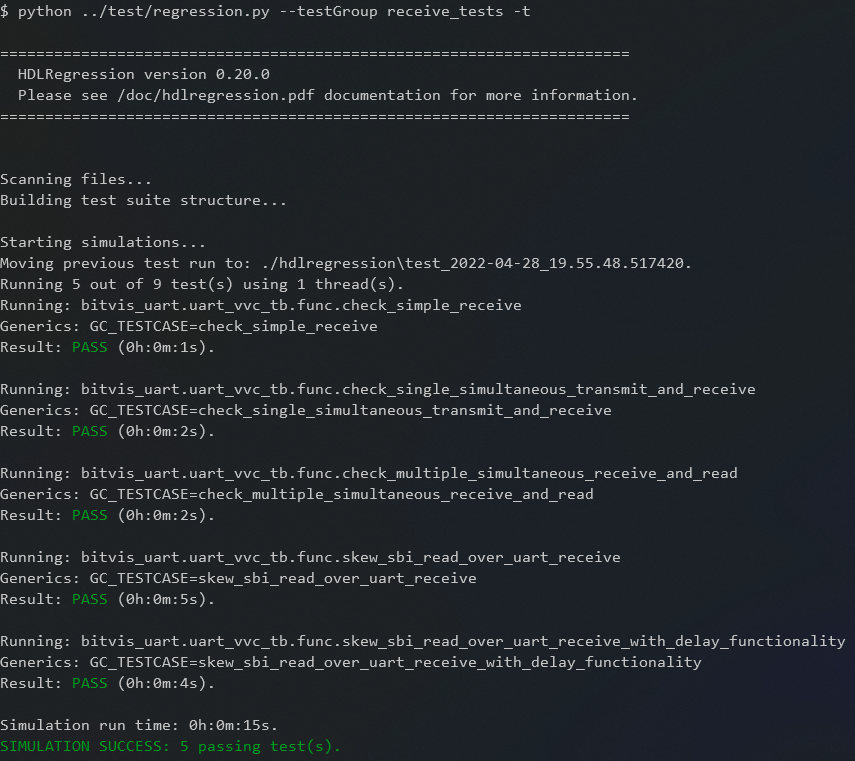 $ python ../test/regression.py --testGroup receive_tests -t
======================================================================
HDLRegression version 0.20.0
Please see /doc/hdlregression.pdf documentation for more information.
======================================================================
Scanning files...
Building test suite structure...
Starting simulations...
Moving previous test run to: ./hdlregression\test_2022-04-28_19.55.48.517420.
Running 5 out of 9 test(s) using 1 thread(s).
Running: bitvis_uart.uart_vvc_tb.func.check_simple_receive
Generics: GC_TESTCASE=check_simple_receive
Result: PASS (0h:0m:1s).
Running: bitvis_uart.uart_vvc_tb.func.check_single_simultaneous_transmit_and_receive
Generics: GC_TESTCASE=check_single_simultaneous_transmit_and_receive
Result: PASS (0h:0m:2s).
Running: bitvis_uart.uart_vvc_tb.func.check_multiple_simultaneous_receive_and_read
Generics: GC_TESTCASE=check_multiple_simultaneous_receive_and_read
Result: PASS (0h:0m:2s).
Running: bitvis_uart.uart_vvc_tb.func.skew_sbi_read_over_uart_receive
Generics: GC_TESTCASE=skew_sbi_read_over_uart_receive
Result: PASS (0h:0m:5s).
Running: bitvis_uart.uart_vvc_tb.func.skew_sbi_read_over_uart_receive_with_delay_functionality
Generics: GC_TESTCASE=skew_sbi_read_over_uart_receive_with_delay_functionality
Result: PASS (0h:0m:4s).
Simulation run time: 0h:0m:15s.
SIMULATION SUCCESS: 5 passing test(s).